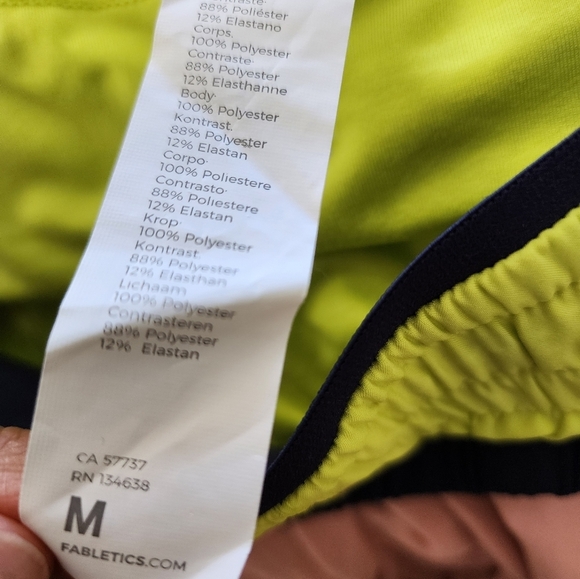 88% Poliéster
12% Elastano
Corps.
100% Polyester
Contraste·
88% Polyester
12% Elasthanne
Body·
100% Polyester
Kontrast.
88% Polyester
12% Elastan
Corpo·
100% Poliestere
Contrasto·
88% Poliestere
12% Elastan
Krop·
100% Polyester
Kontrast·
88% Polyester
12% Elasthan
Lichaam
100% Polyester
Contrasteren
88% Polyester
12% Elastan
CA 57737
RN 134638
M
FABLETICS.COM